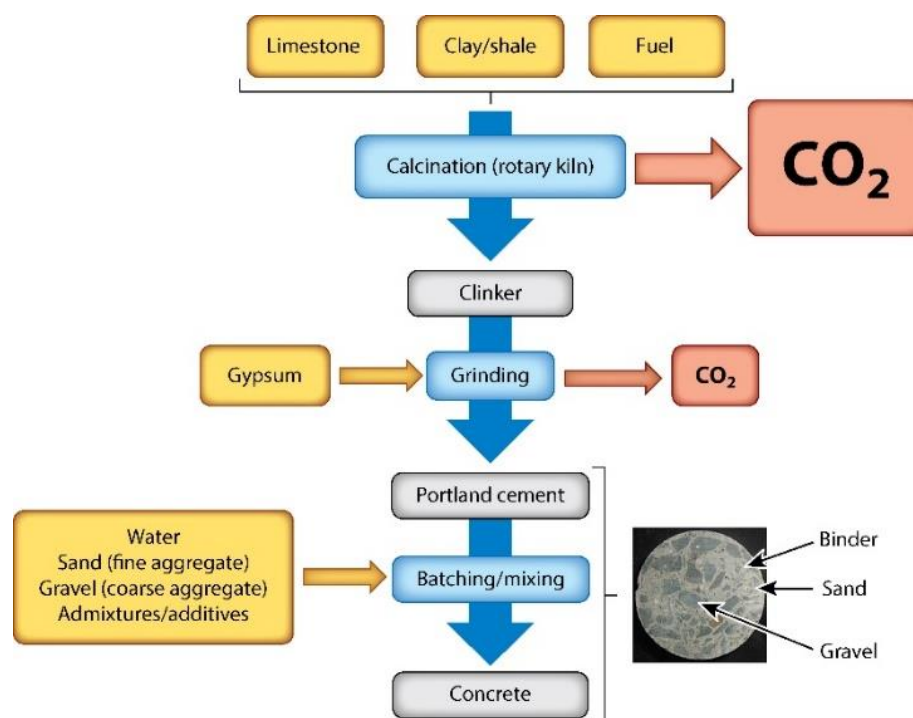 Limestone
Clay/shale
Fuel
Calcination (rotary kiln)
CO₂
Clinker
Gypsum
Grinding
CO₂
Portland cement
Water
Sand (fine aggregate)
Gravel (coarse aggregate)
Admixtures/additives
Batching/mixing
Binder
Sand
Gravel
Concrete